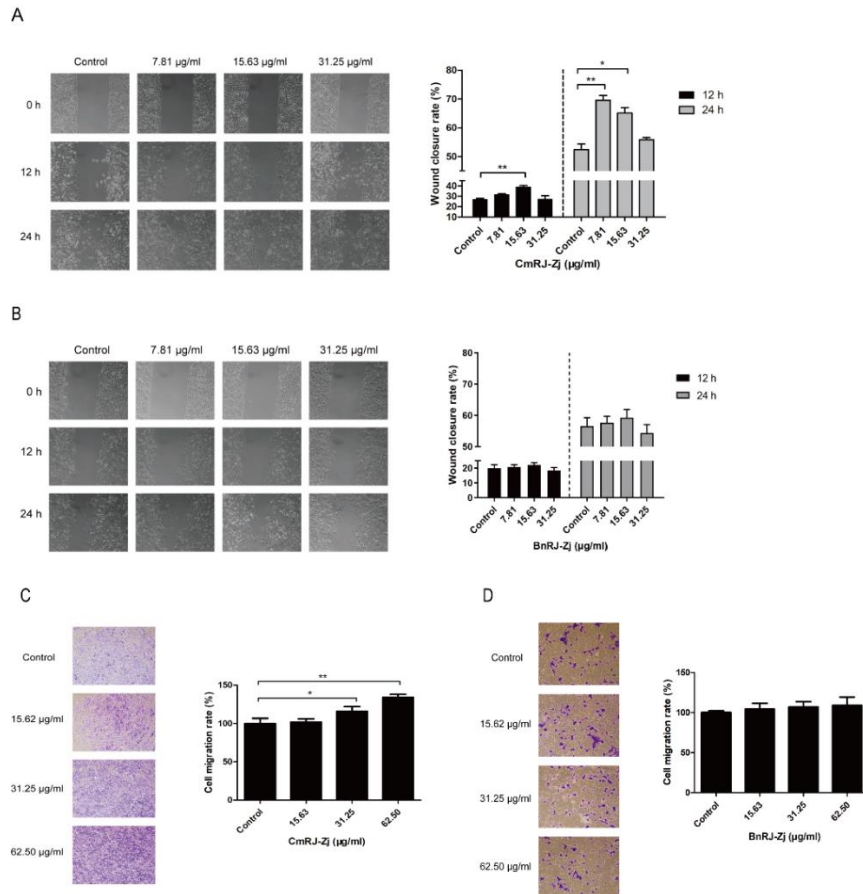 A
Control 7.81 µg/ml 15.63 µg/ml 31.25 µg/ml
0 h
12 h
24 h
Wound closure rate (%)
80
70
60
50
40
30
20
10
**
**
*
12 h
24 h
Control 7.81 15.63 31.25 Control 7.81 15.63 31.25
CmRJ-Zj (µg/ml)
B
Control 7.81 µg/ml 15.63 µg/ml 31.25 µg/ml
0 h
12 h
24 h
Wound closure rate (%)
80
70
60
50
40
20
0
12 h
24 h
Control 7.81 15.63 31.25 Control 7.81 15.63 31.25
BnRJ-Zj (µg/ml)
C
Control
15.62 µg/ml
31.25 µg/ml
62.50 µg/ml
Cell migration rate (%)
150
100
50
0
**
*
Control 15.63 31.25 62.50
CmRJ-Zj (µg/ml)
D
Control
15.62 µg/ml
31.25 µg/ml
62.50 µg/ml
Cell migration rate (%)
150
100
50
0
Control 15.63 31.25 62.50
BnRJ-Zj (µg/ml)